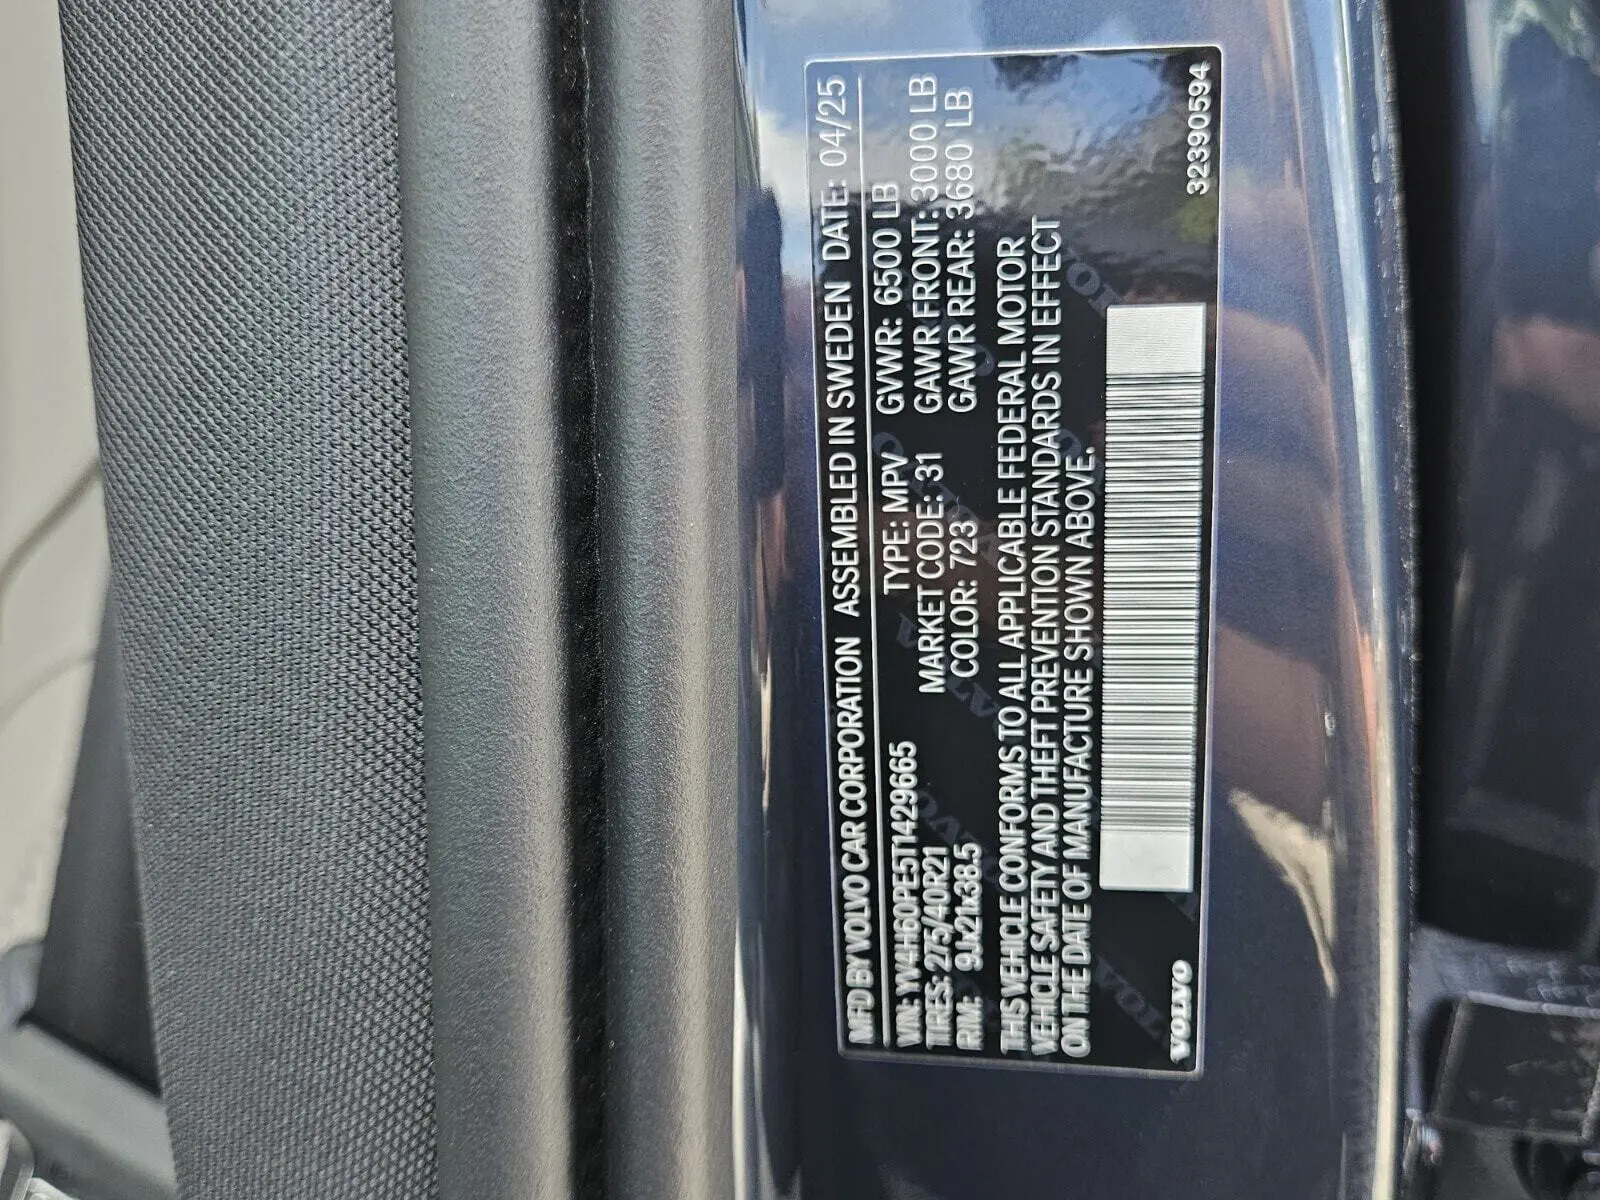 MFD BY VOLVO CAR CORPORATION ASSEMBLED IN SWEDEN DATE: 04/25
VIN: YV4H60PE5T1429665 TYPE: MPV GVWR: 6500 LB
TIRES: 275/40R21 MARKET CODE: 31 GAWR FRONT: 3000 LB
RIM: 9Jx21x38.5 COLOR: 723 GAWR REAR: 3680 LB
THIS VEHICLE CONFORMS TO ALL APPLICABLE FEDERAL MOTOR
VEHICLE SAFETY AND THEFT PREVENTION STANDARDS IN EFFECT
ON THE DATE OF MANUFACTURE SHOWN ABOVE.
VOLVO 32390594